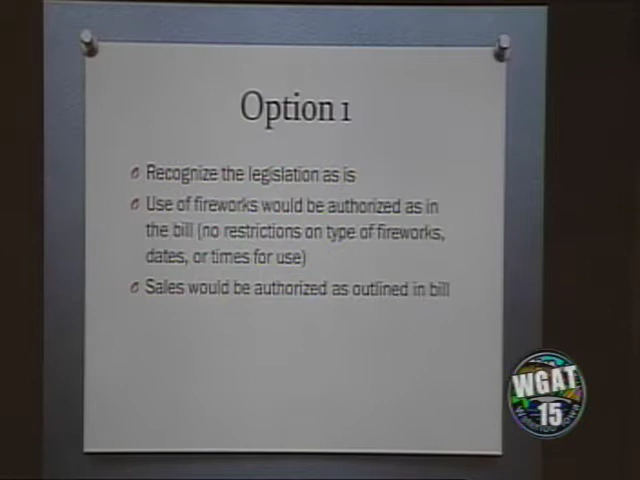 Option 1
Recognize the legislation as is
Use of fireworks would be authorized as in
the bill (no restrictions on type of fireworks,
dates, or times for use)
Sales would be authorized as outlined in bill
WGAT
15
Waterloo Iowa